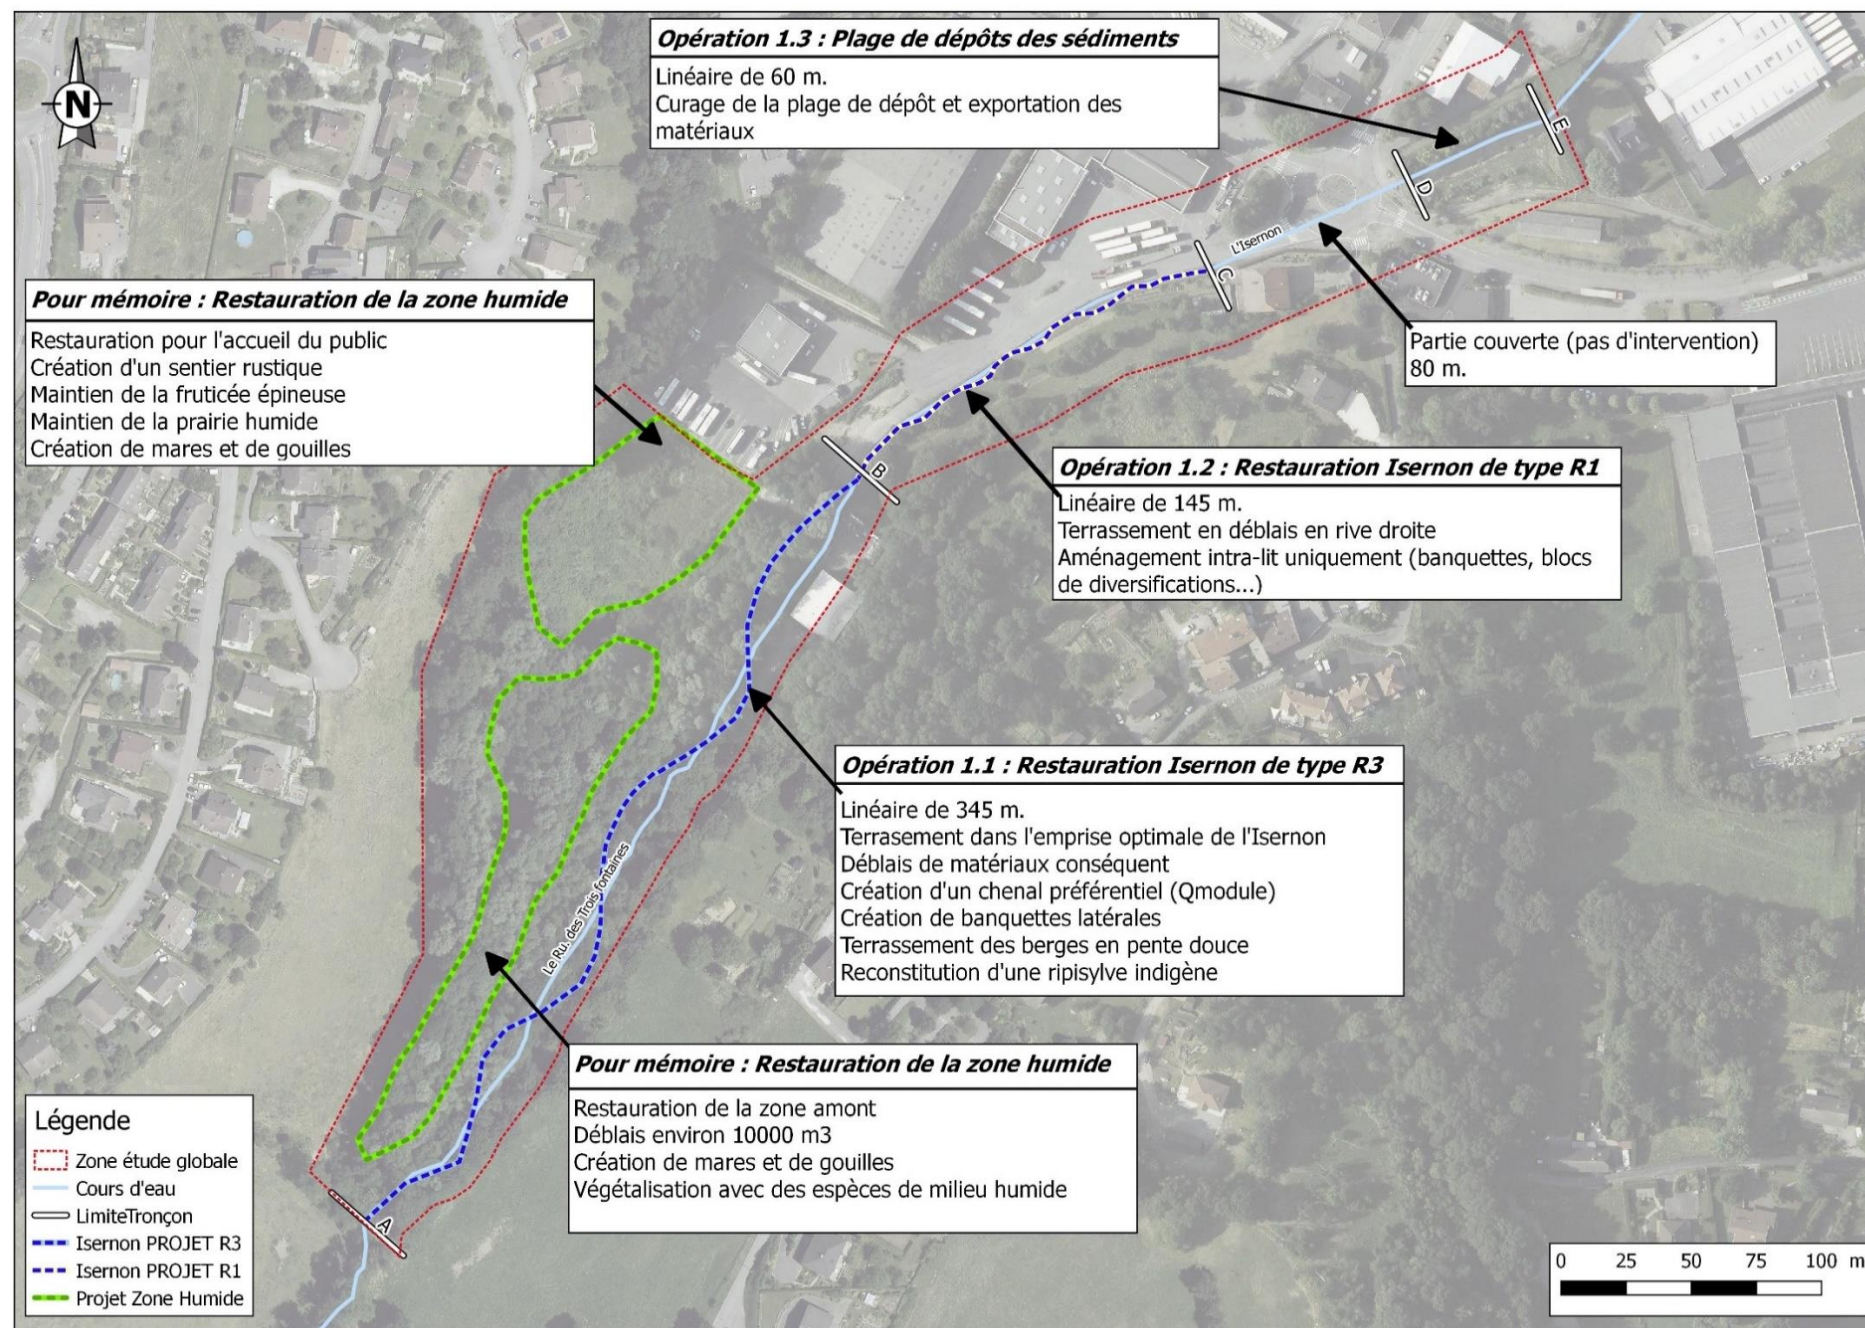 N
Opération 1.3 : Plage de dépôts des sédiments
Linéaire de 60 m.
Curage de la plage de dépôt et exportation des
matériaux
E
D
L'Isernon
C
Pour mémoire : Restauration de la zone humide
Restauration pour l'accueil du public
Création d'un sentier rustique
Maintien de la fruticée épineuse
Maintien de la prairie humide
Création de mares et de gouilles
Partie couverte (pas d'intervention)
80 m.
B
Opération 1.2 : Restauration Isernon de type R1
Linéaire de 145 m.
Terrassement en déblais en rive droite
Aménagement intra-lit uniquement (banquettes, blocs
de diversifications...)
Opération 1.1 : Restauration Isernon de type R3
Linéaire de 345 m.
Terrasement dans l'emprise optimale de l'Isernon
Déblais de matériaux conséquent
Création d'un chenal préférentiel (Qmodule)
Création de banquettes latérales
Terrassement des berges en pente douce
Reconstitution d'une ripisylve indigène
Le Ru. des Trois fontaines
Pour mémoire : Restauration de la zone humide
Restauration de la zone amont
Déblais environ 10000 m3
Création de mares et de gouilles
Végétalisation avec des espèces de milieu humide
A
Légende
Zone étude globale
Cours d'eau
LimiteTronçon
Isernon PROJET R3
Isernon PROJET R1
Projet Zone Humide
0 25 50 75 100 m